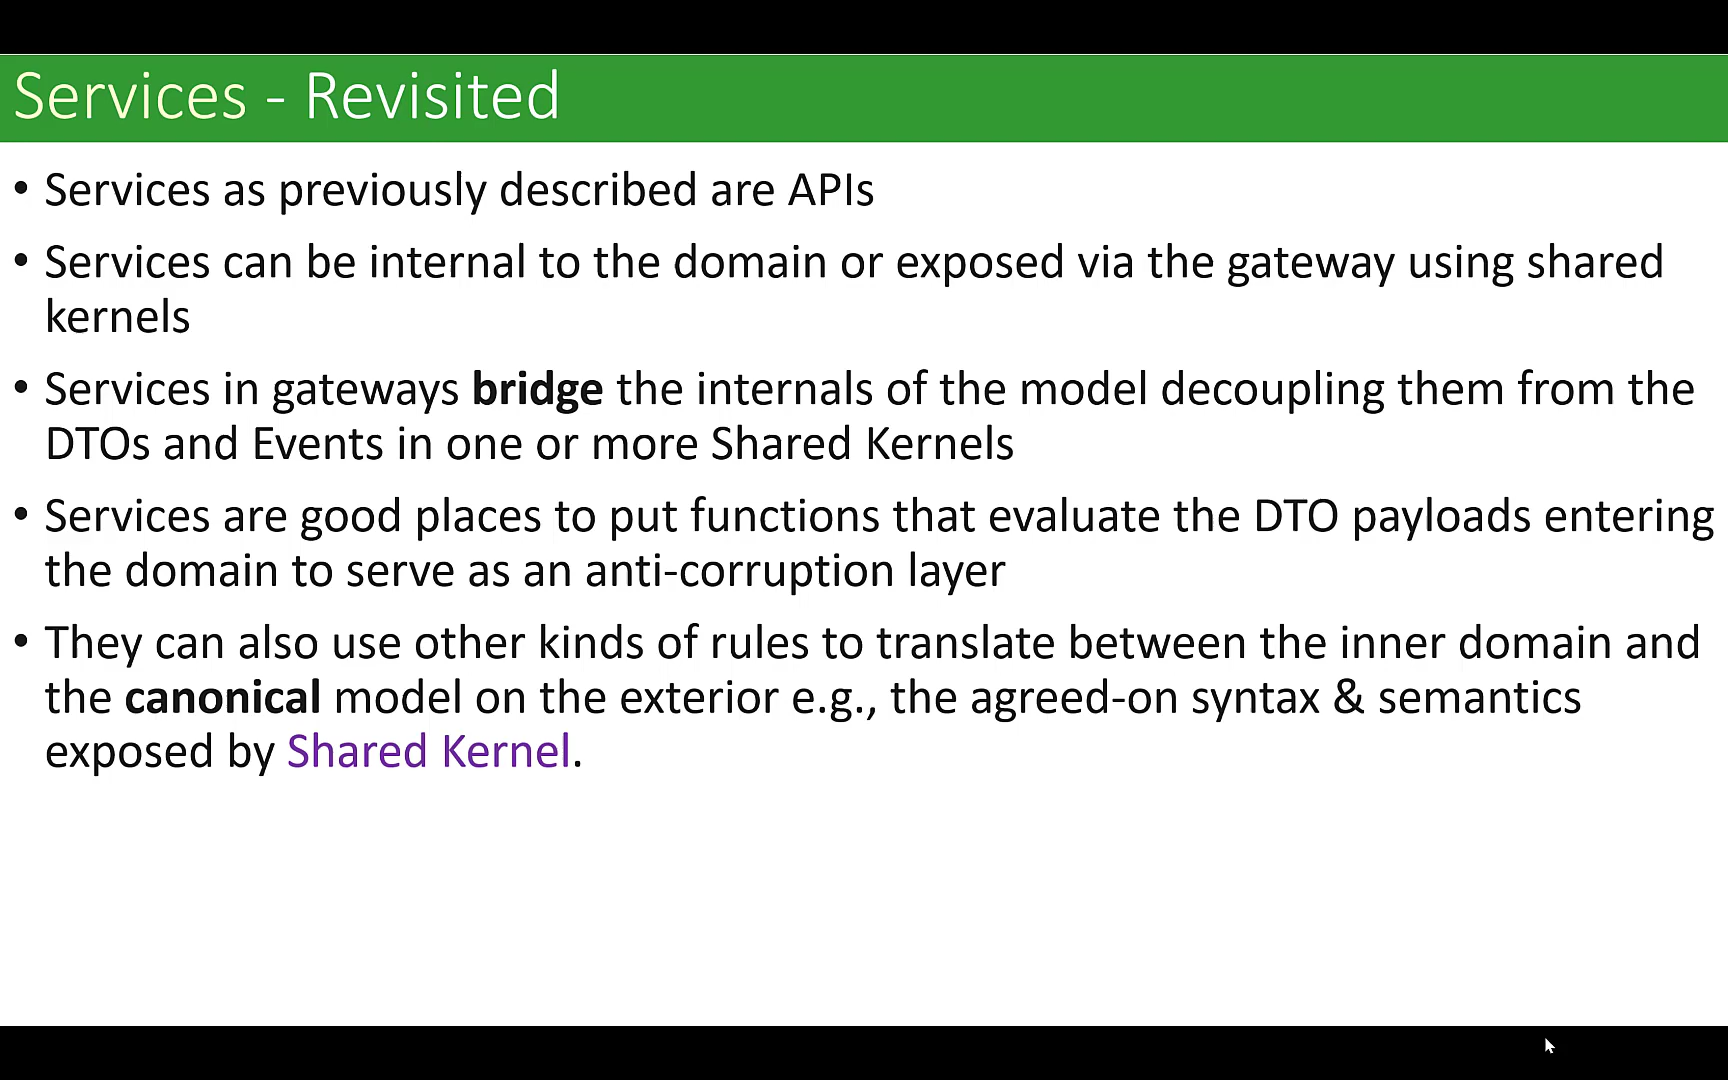 Services - Revisited
• Services as previously described are APIs
• Services can be internal to the domain or exposed via the gateway using shared
kernels
• Services in gateways bridge the internals of the model decoupling them from the
DTOs and Events in one or more Shared Kernels
• Services are good places to put functions that evaluate the DTO payloads entering
the domain to serve as an anti-corruption layer
• They can also use other kinds of rules to translate between the inner domain and
the canonical model on the exterior e.g., the agreed-on syntax & semantics
exposed by Shared Kernel.